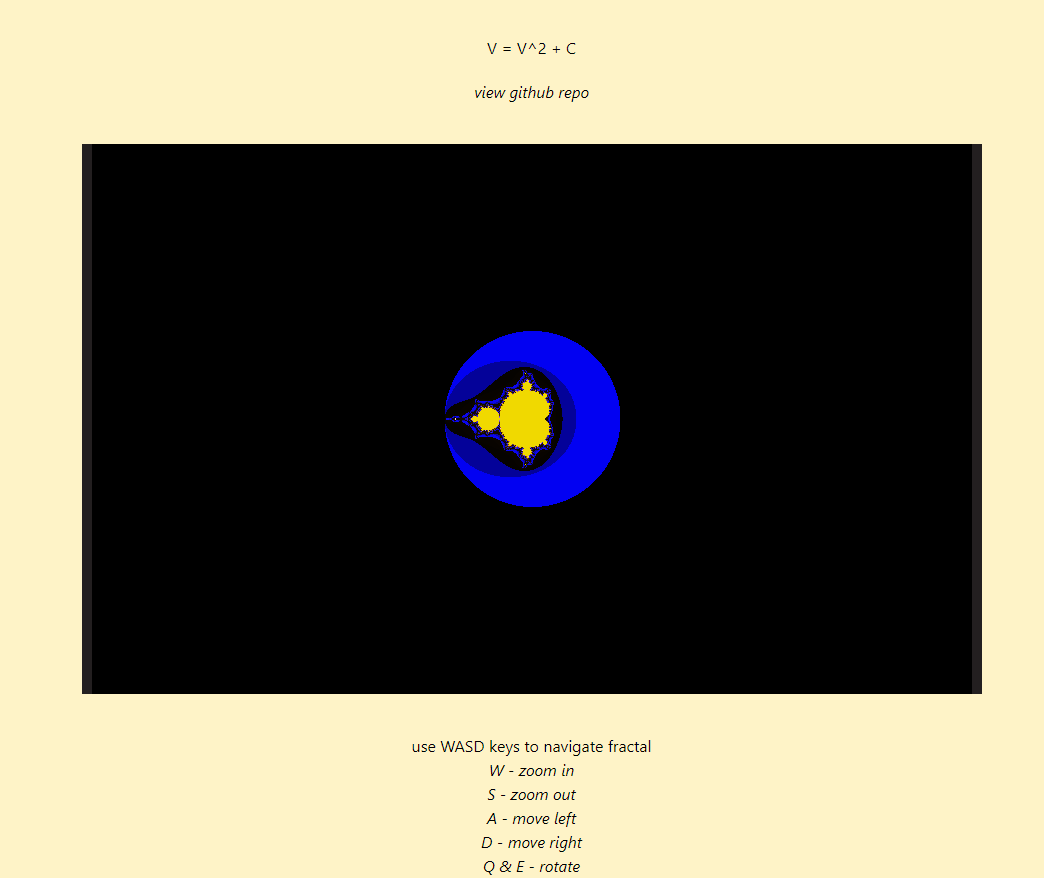 V = V^2 + C
view github repo
use WASD keys to navigate fractal
W - zoom in
S - zoom out
A - move left
D - move right
Q & E - rotate